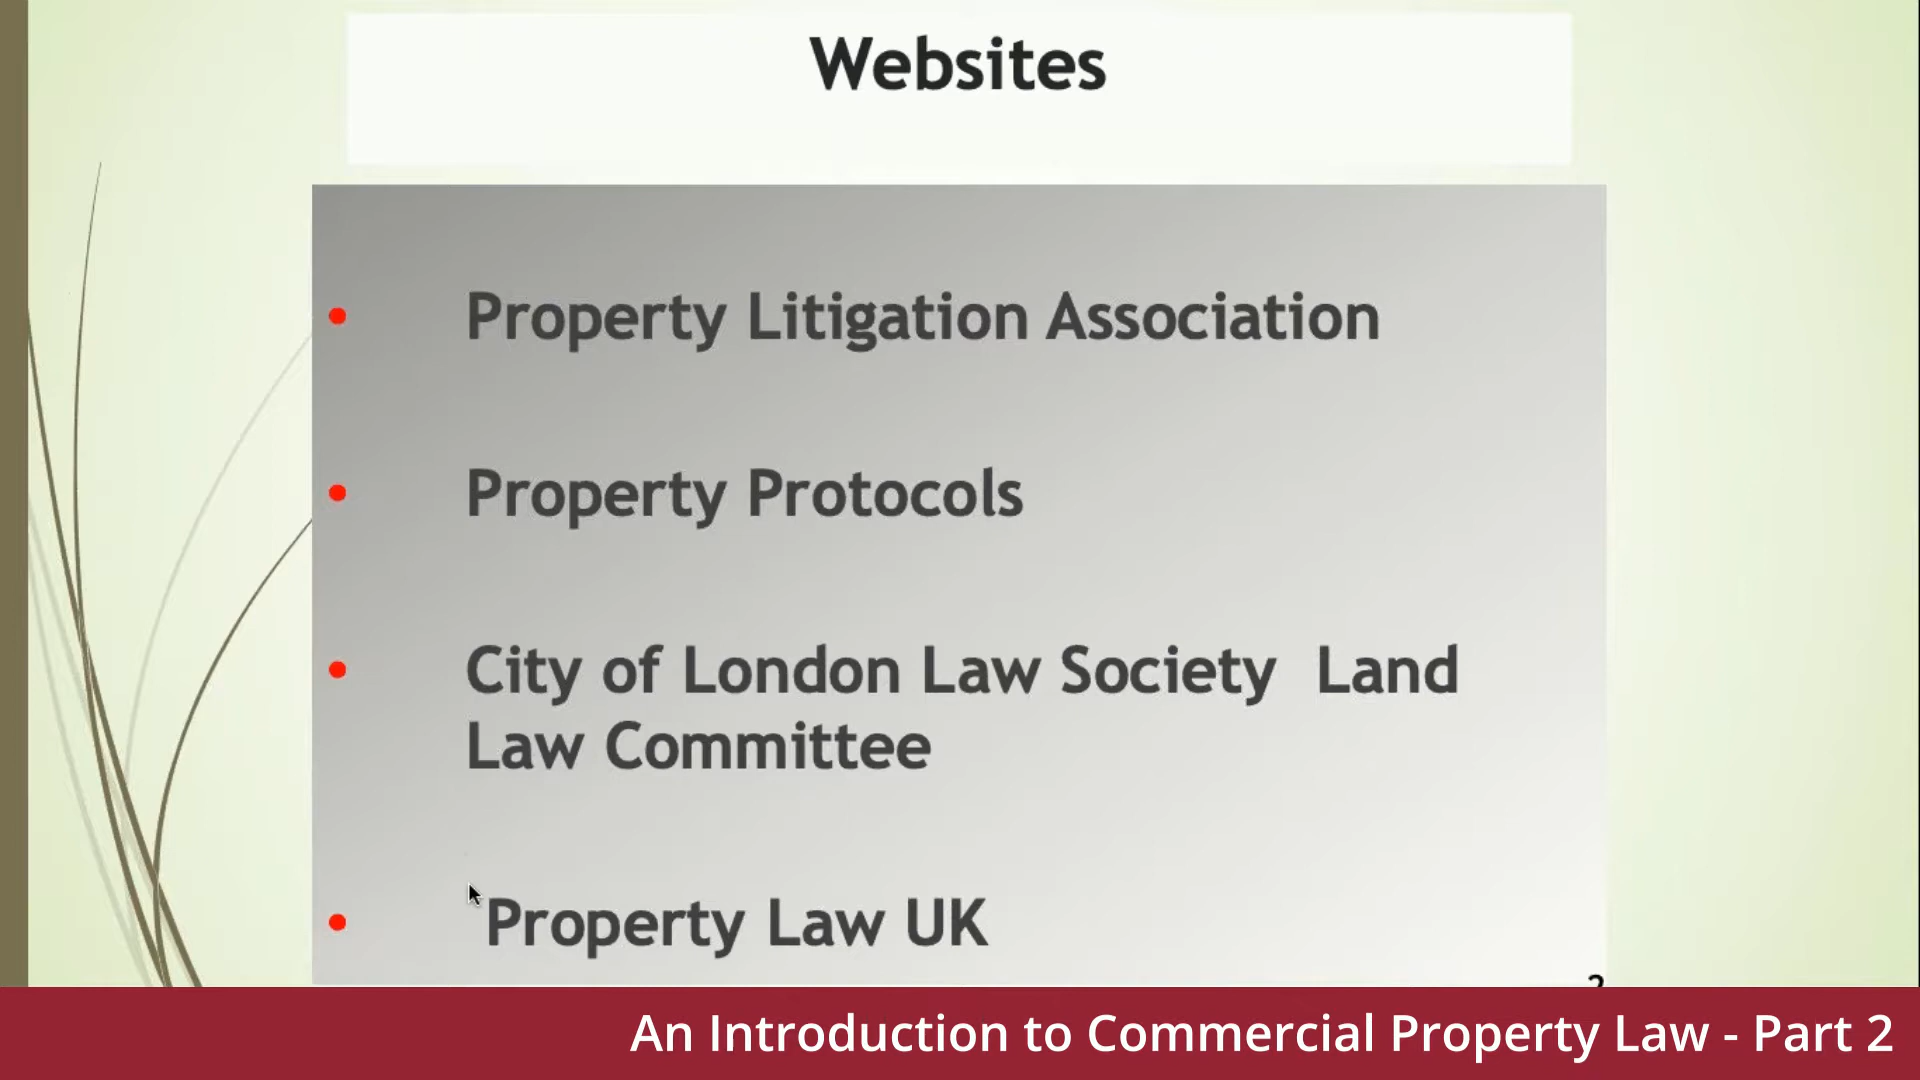 Websites
• Property Litigation Association
• Property Protocols
• City of London Law Society  Land
Law Committee
• Property Law UK
An Introduction to Commercial Property Law - Part 2